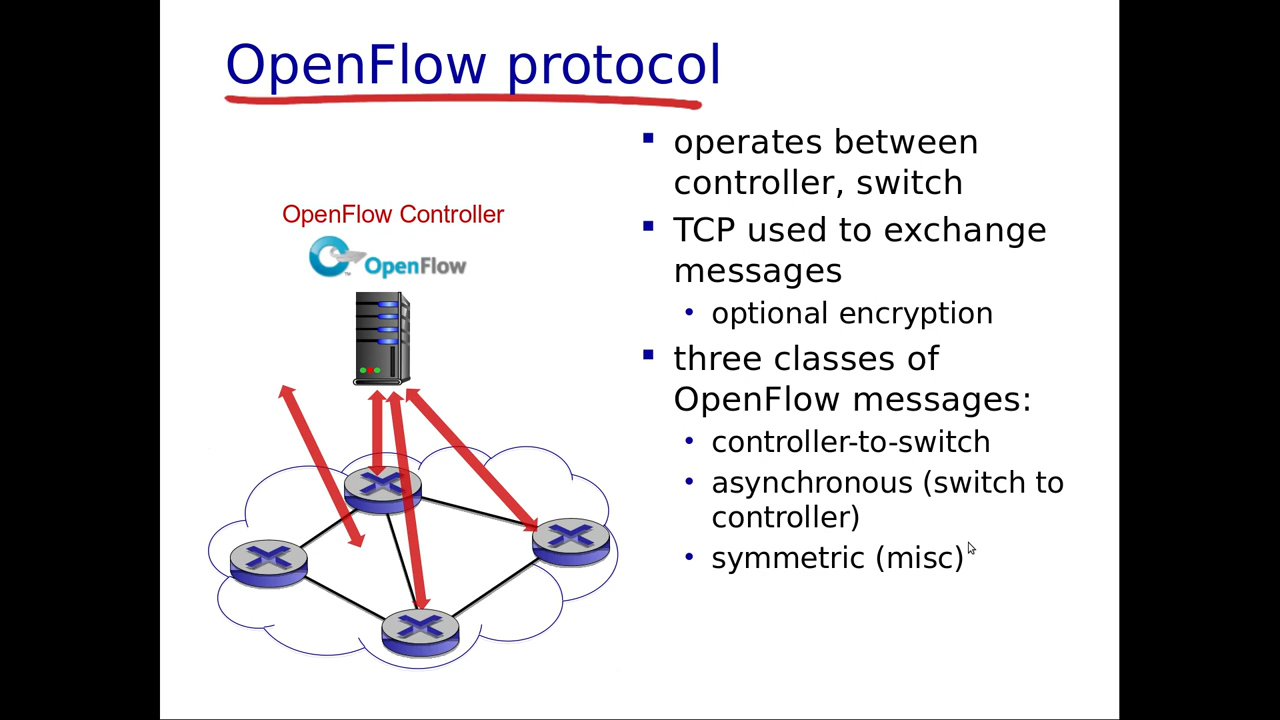 OpenFlow protocol
OpenFlow Controller
OpenFlow
operates between
controller, switch
TCP used to exchange
messages
optional encryption
three classes of
OpenFlow messages:
controller-to-switch
asynchronous (switch to
controller)
symmetric (misc)